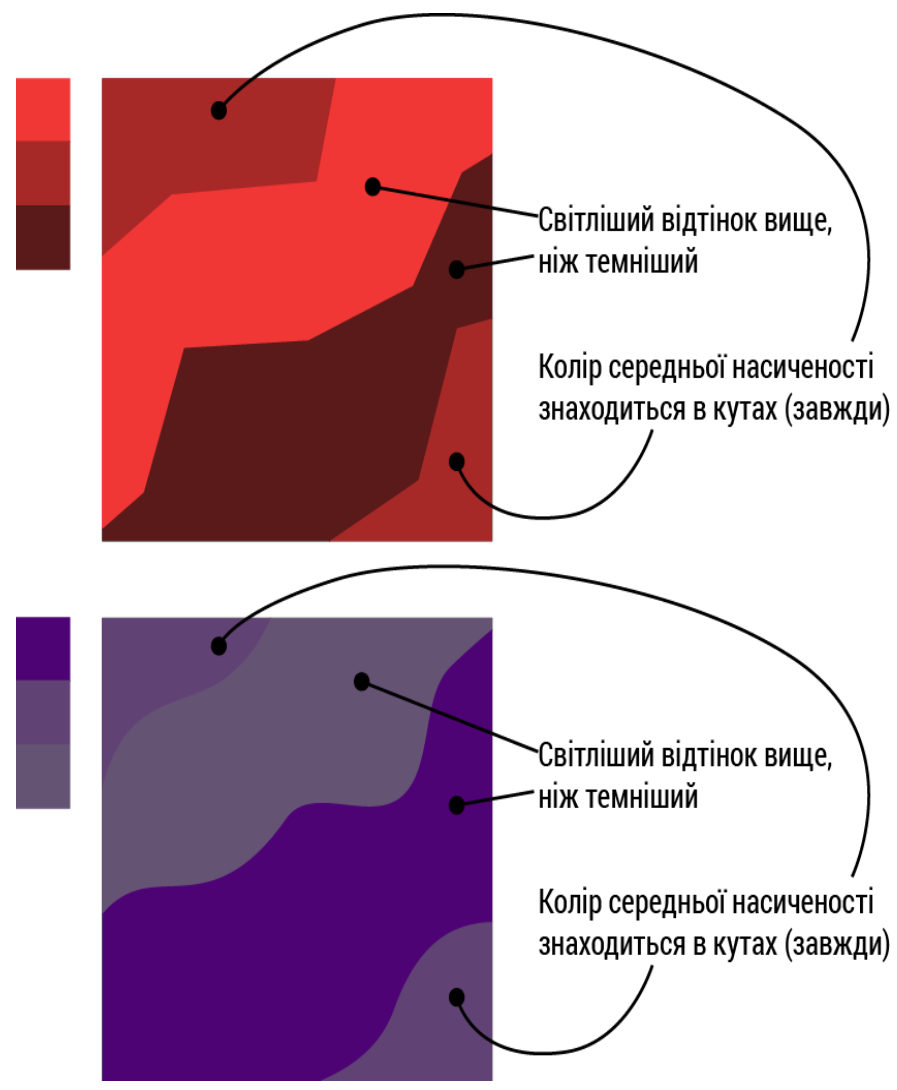 Світліший відтінок вище,
ніж темніший
Колір середньої насиченості
знаходиться в кутах (завжди)
Світліший відтінок вище,
ніж темніший
Колір середньої насиченості
знаходиться в кутах (завжди)